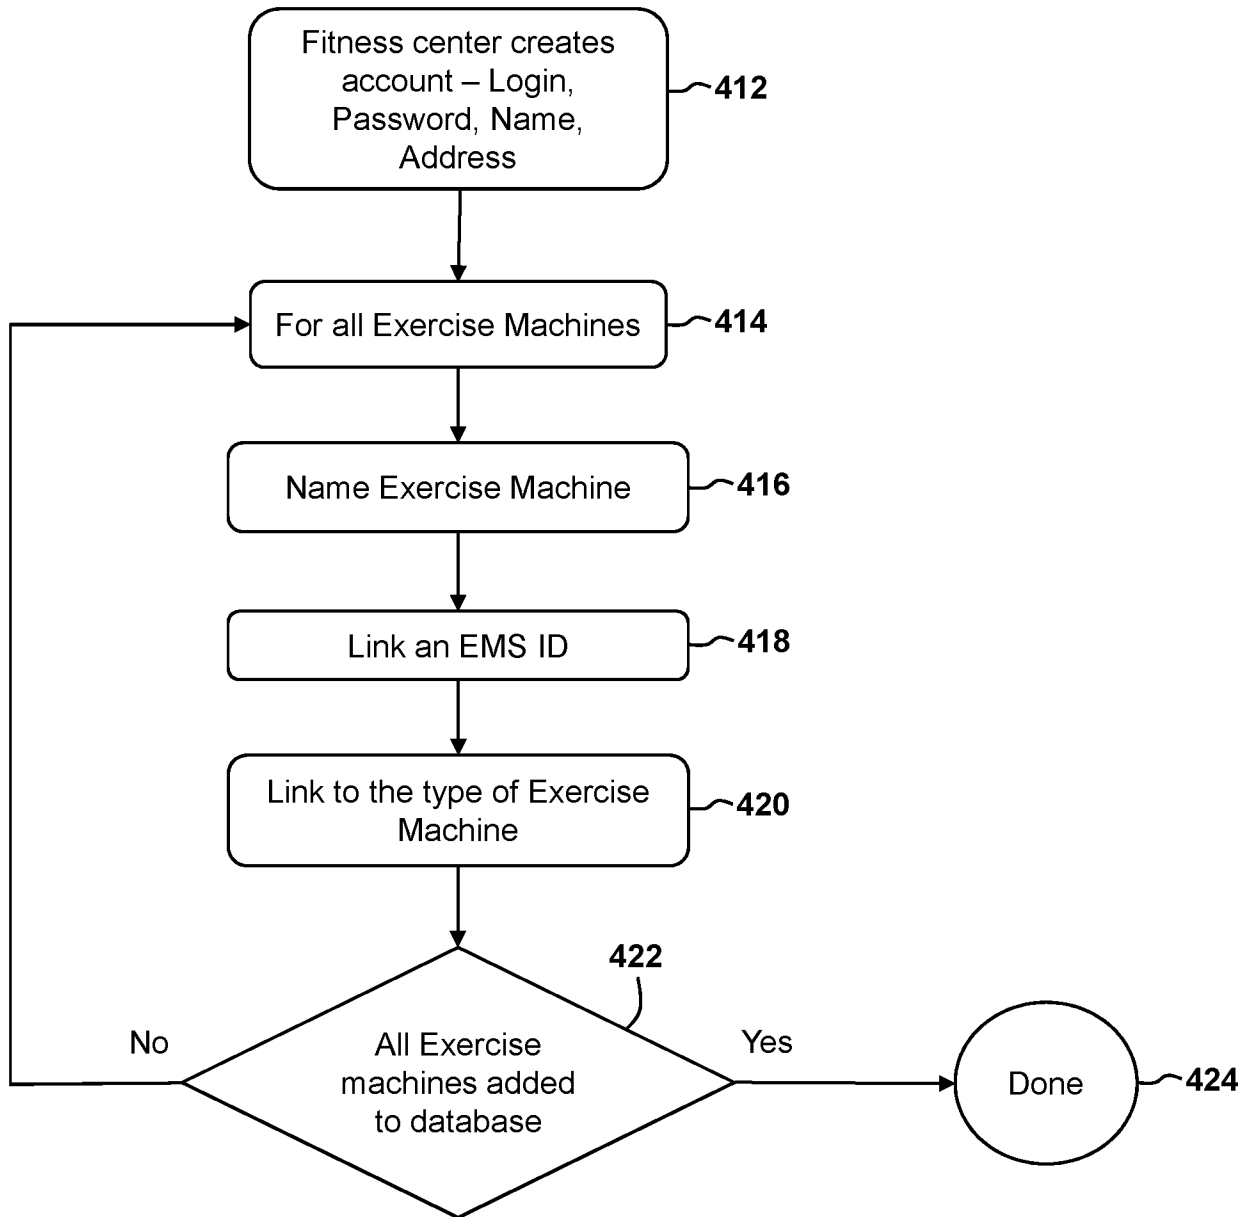 Fitness center creates
account – Login,
Password, Name,
Address
412
For all Exercise Machines
414
Name Exercise Machine
416
Link an EMS ID
418
Link to the type of Exercise
Machine
420
422
No
All Exercise
machines added
to database
Yes
Done
424